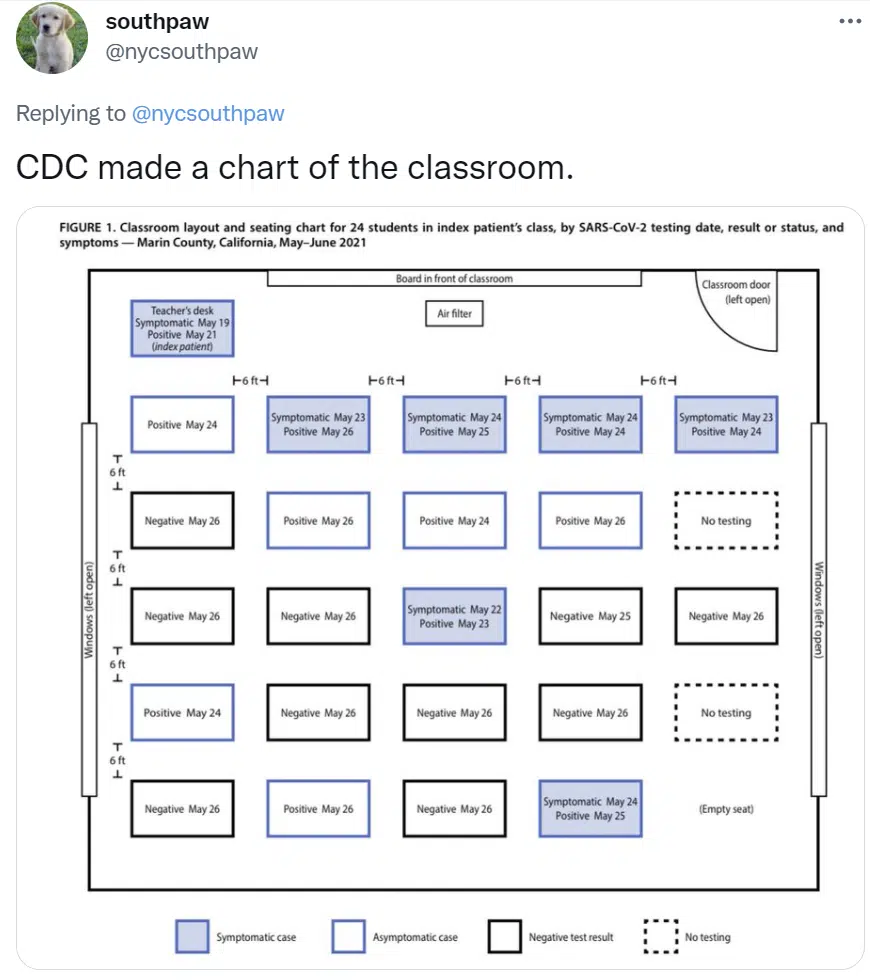 southpaw
@nycsouthpaw
Replying to @nycsouthpaw
CDC made a chart of the classroom.
FIGURE 1. Classroom layout and seating chart for 24 students in index patient's class, by SARS-CoV-2 testing date, result or status, and
symptoms — Marin County, California, May–June 2021
Board in front of classroom
Classroom door
(left open)
Teacher's desk
Symptomatic May 19
Positive May 21
(index patient)
Air filter
6 ft
6 ft
6 ft
6 ft
Positive May 24
Symptomatic May 23
Positive May 26
Symptomatic May 24
Positive May 25
Symptomatic May 24
Positive May 24
Symptomatic May 23
Positive May 24
6 ft
Negative May 26
Positive May 26
Positive May 24
Positive May 26
No testing
6 ft
Windows (left open)
Windows (left open)
Negative May 26
Negative May 26
Symptomatic May 22
Positive May 23
Negative May 25
Negative May 26
6 ft
Positive May 24
Negative May 26
Negative May 26
Negative May 26
No testing
6 ft
Negative May 26
Positive May 26
Negative May 26
Symptomatic May 24
Positive May 25
(Empty seat)
Symptomatic case
Asymptomatic case
Negative test result
No testing